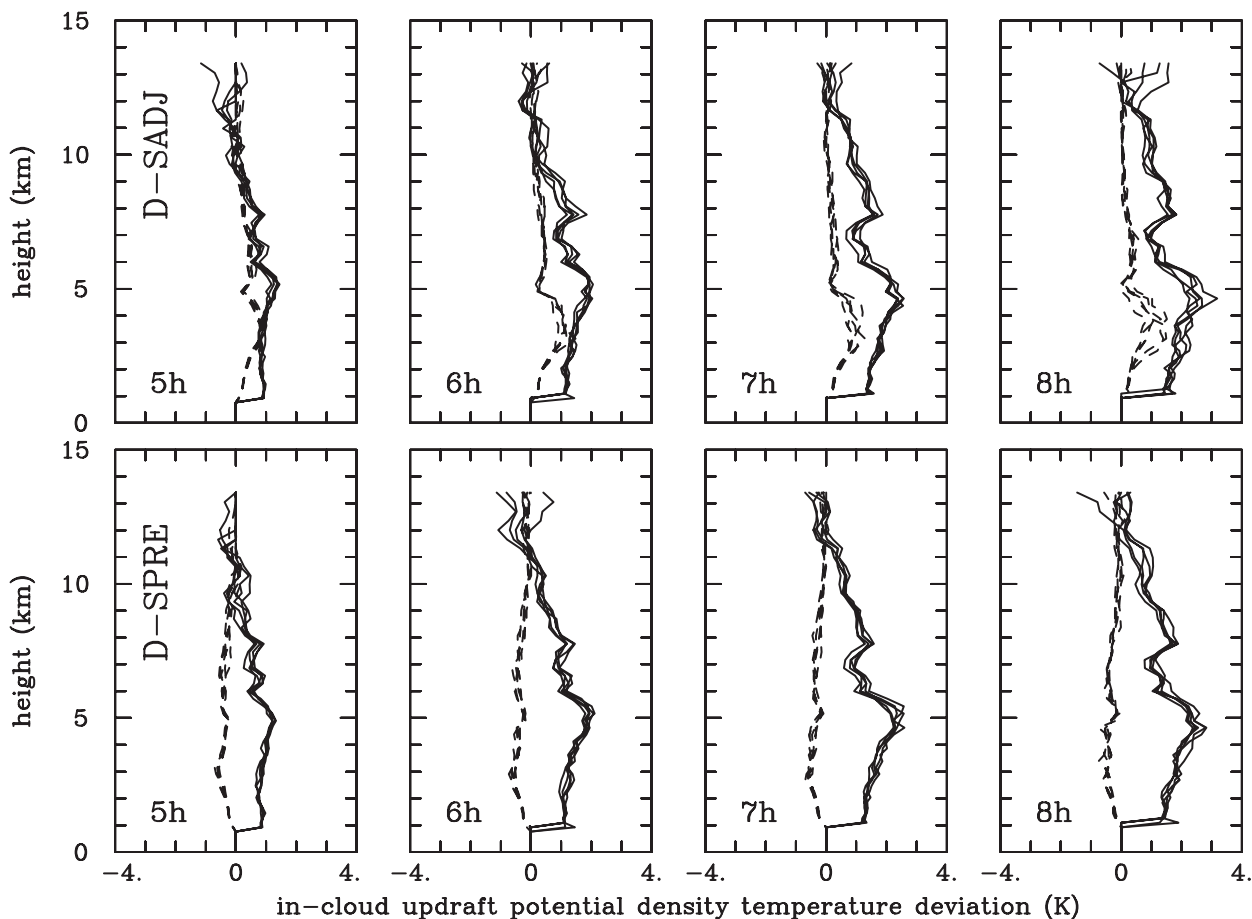 15
10
5
0
height (km)
D-SADJ
5h
6h
7h
8h
15
10
5
0
height (km)
D-SPRE
5h
6h
7h
8h
-4. 0 4. -4. 0 4. -4. 0 4. -4. 0 4.
in-cloud updraft potential density temperature deviation (K)